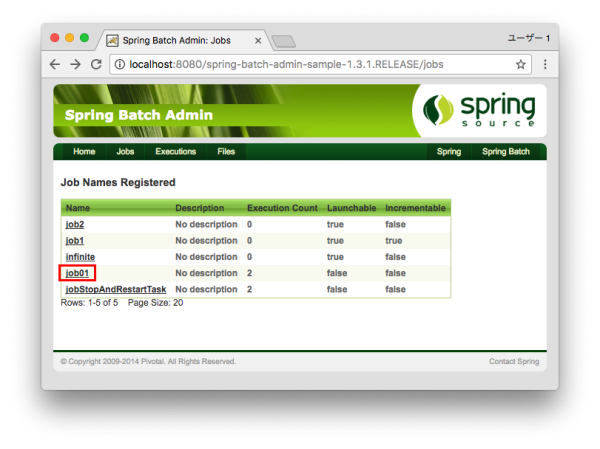 Spring Batch Admin: Jobs
ユーザー 1
localhost:8080/spring-batch-admin-sample-1.3.1.RELEASE/jobs
Spring Batch Admin
spring
source
Home Jobs Executions Files Spring Spring Batch
Job Names Registered
Name Description Execution Count Launchable Incrementable
job2 No description 0 true false
job1 No description 0 true true
infinite No description 0 true false
job01 No description 2 false false
jobStopAndRestartTask No description 2 false false
Rows: 1-5 of 5 Page Size: 20
© Copyright 2009-2014 Pivotal. All Rights Reserved. Contact Spring